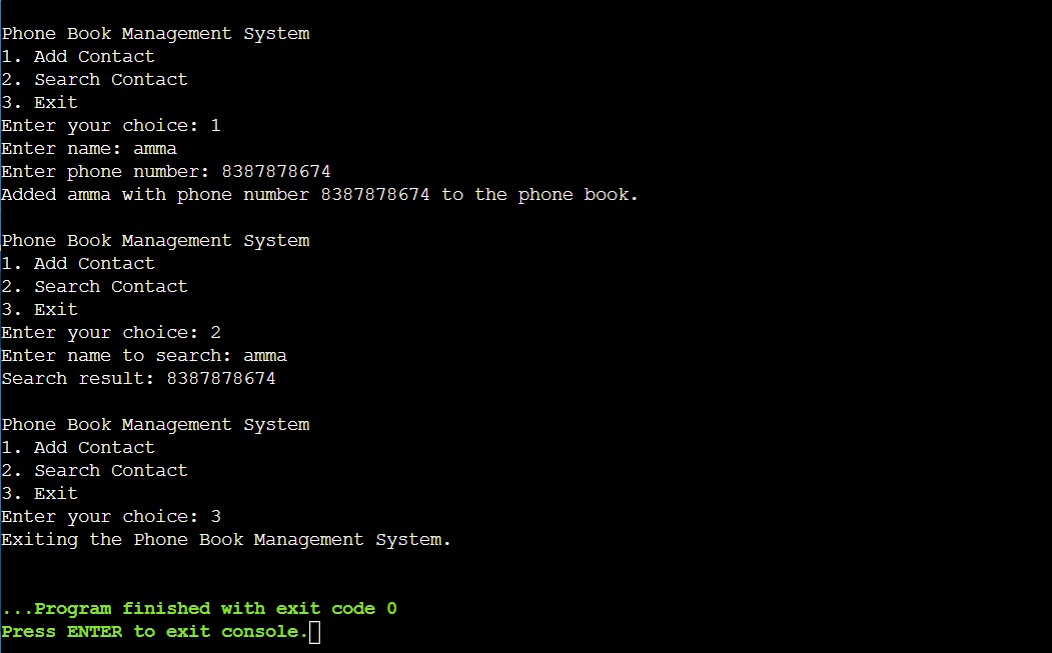 Phone Book Management System
1. Add Contact
2. Search Contact
3. Exit
Enter your choice: 1
Enter name: amma
Enter phone number: 8387878674
Added amma with phone number 8387878674 to the phone book.
Phone Book Management System
1. Add Contact
2. Search Contact
3. Exit
Enter your choice: 2
Enter name to search: amma
Search result: 8387878674
Phone Book Management System
1. Add Contact
2. Search Contact
3. Exit
Enter your choice: 3
Exiting the Phone Book Management System.
...Program finished with exit code 0
Press ENTER to exit console.